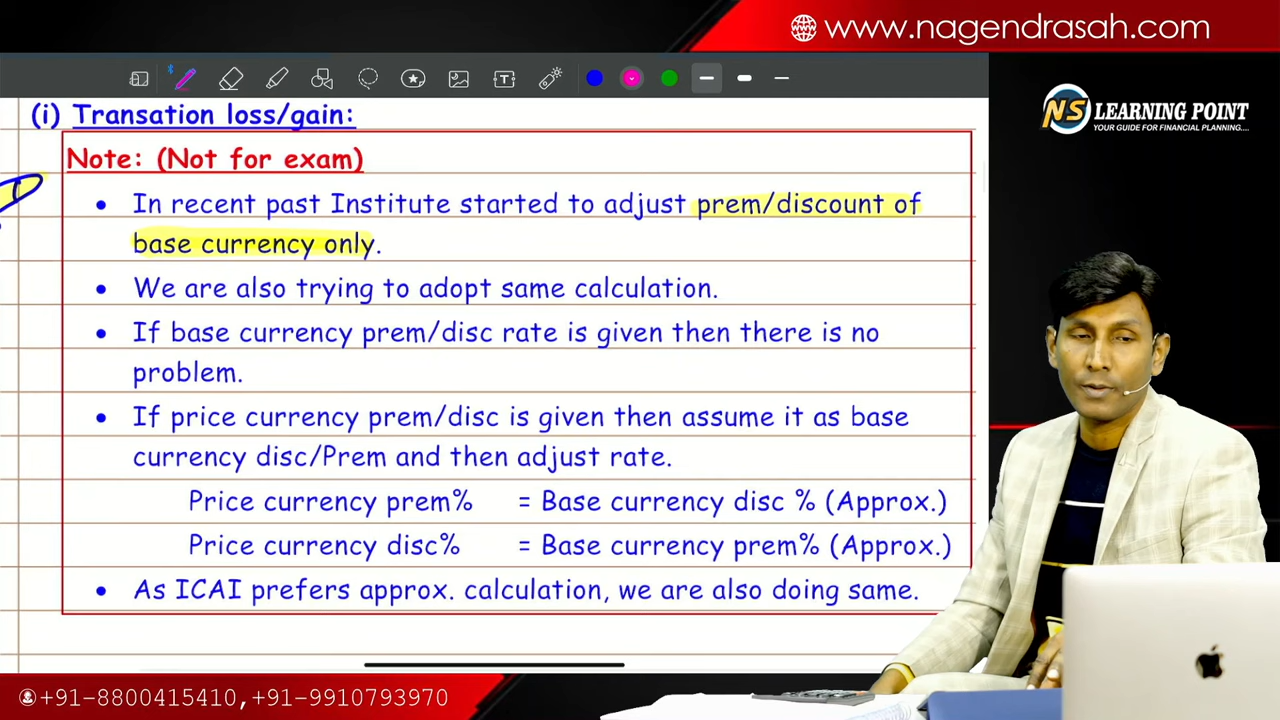 www.nagendrasah.com
NS LEARNING POINT
YOUR GUIDE FOR FINANCIAL PLANNING....
(i) Transation loss/gain:
Note: (Not for exam)
• In recent past Institute started to adjust prem/discount of
base currency only.
• We are also trying to adopt same calculation.
• If base currency prem/disc rate is given then there is no
problem.
• If price currency prem/disc is given then assume it as base
currency disc/Prem and then adjust rate.
Price currency prem% = Base currency disc % (Approx.)
Price currency disc% = Base currency prem% (Approx.)
• As ICAI prefers approx. calculation, we are also doing same.
+91-8800415410,+91-9910793970